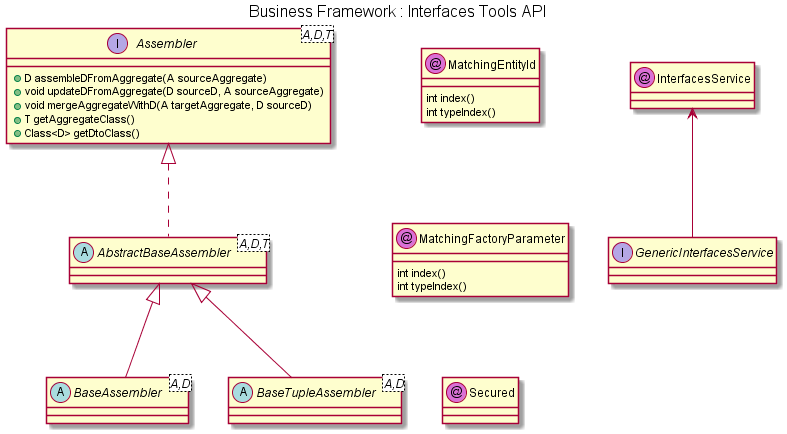 Business Framework : Interfaces Tools API
I Assembler
A,D,T
D assembleDFromAggregate(A sourceAggregate)
void updateDFromAggregate(D sourceD, A sourceAggregate)
void mergeAggregateWithD(A targetAggregate, D sourceD)
T getAggregateClass()
Class<D> getDtoClass()
@ MatchingEntityId
int index()
int typeIndex()
@ InterfacesService
A AbstractBaseAssembler
A,D,T
@ MatchingFactoryParameter
int index()
int typeIndex()
I GenericInterfacesService
A BaseAssembler
A,D
A BaseTupleAssembler
A,D
@ Secured